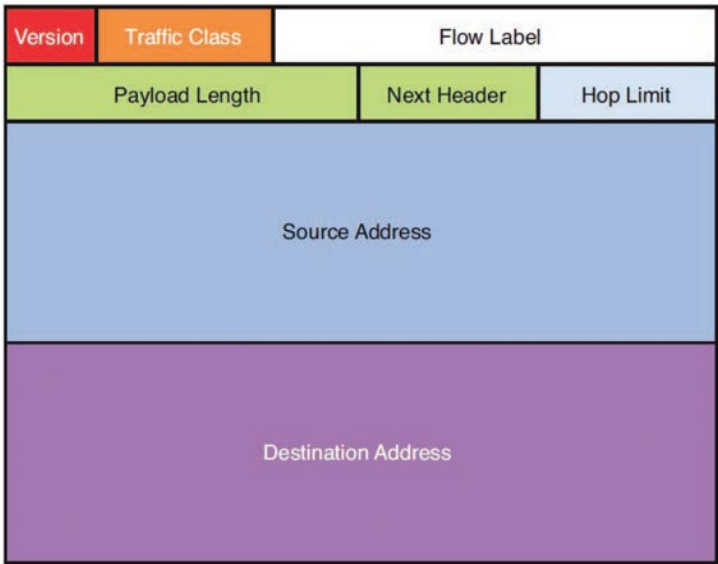 Version Traffic Class Flow Label
Payload Length Next Header Hop Limit
Source Address
Destination Address